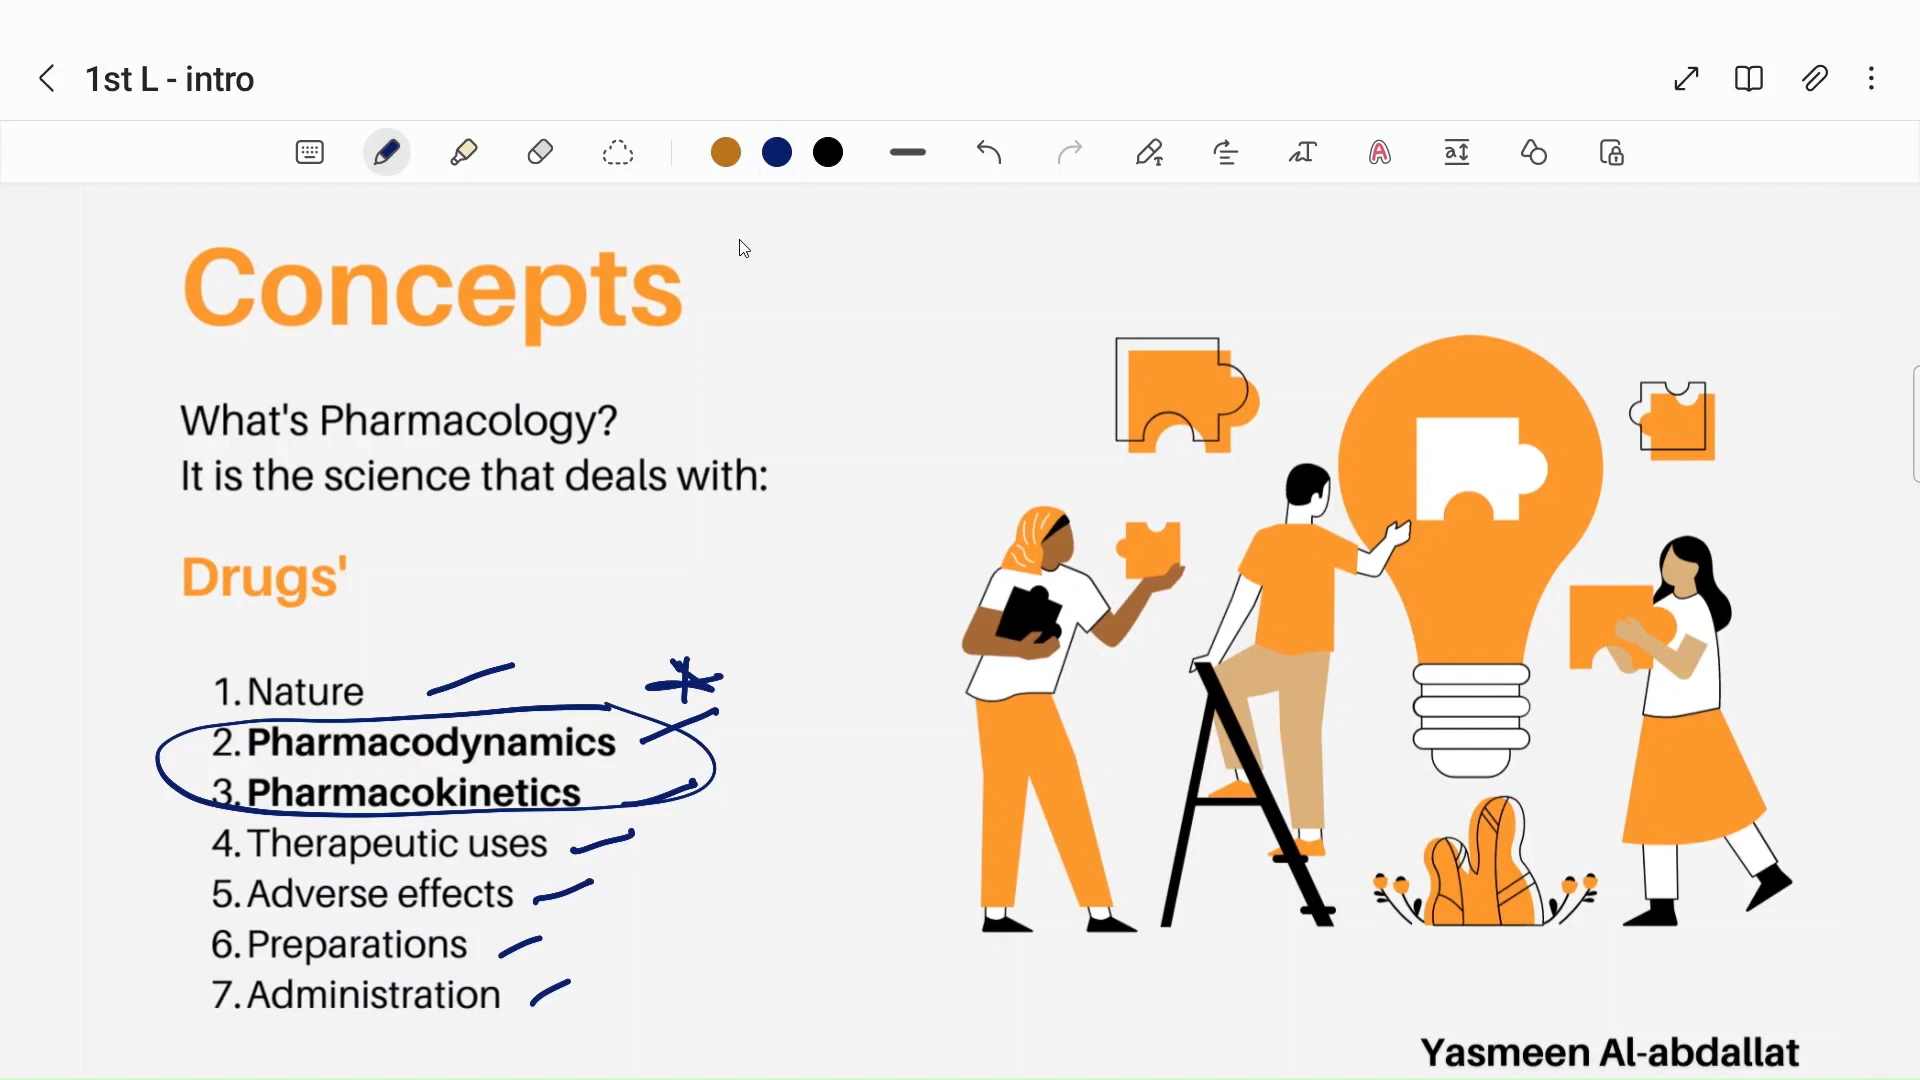 1st L - intro
Concepts
What's Pharmacology?
It is the science that deals with:
Drugs'
1. Nature
2. Pharmacodynamics
3. Pharmacokinetics
4. Therapeutic uses
5. Adverse effects
6. Preparations
7. Administration
Yasmeen Al-abdallat